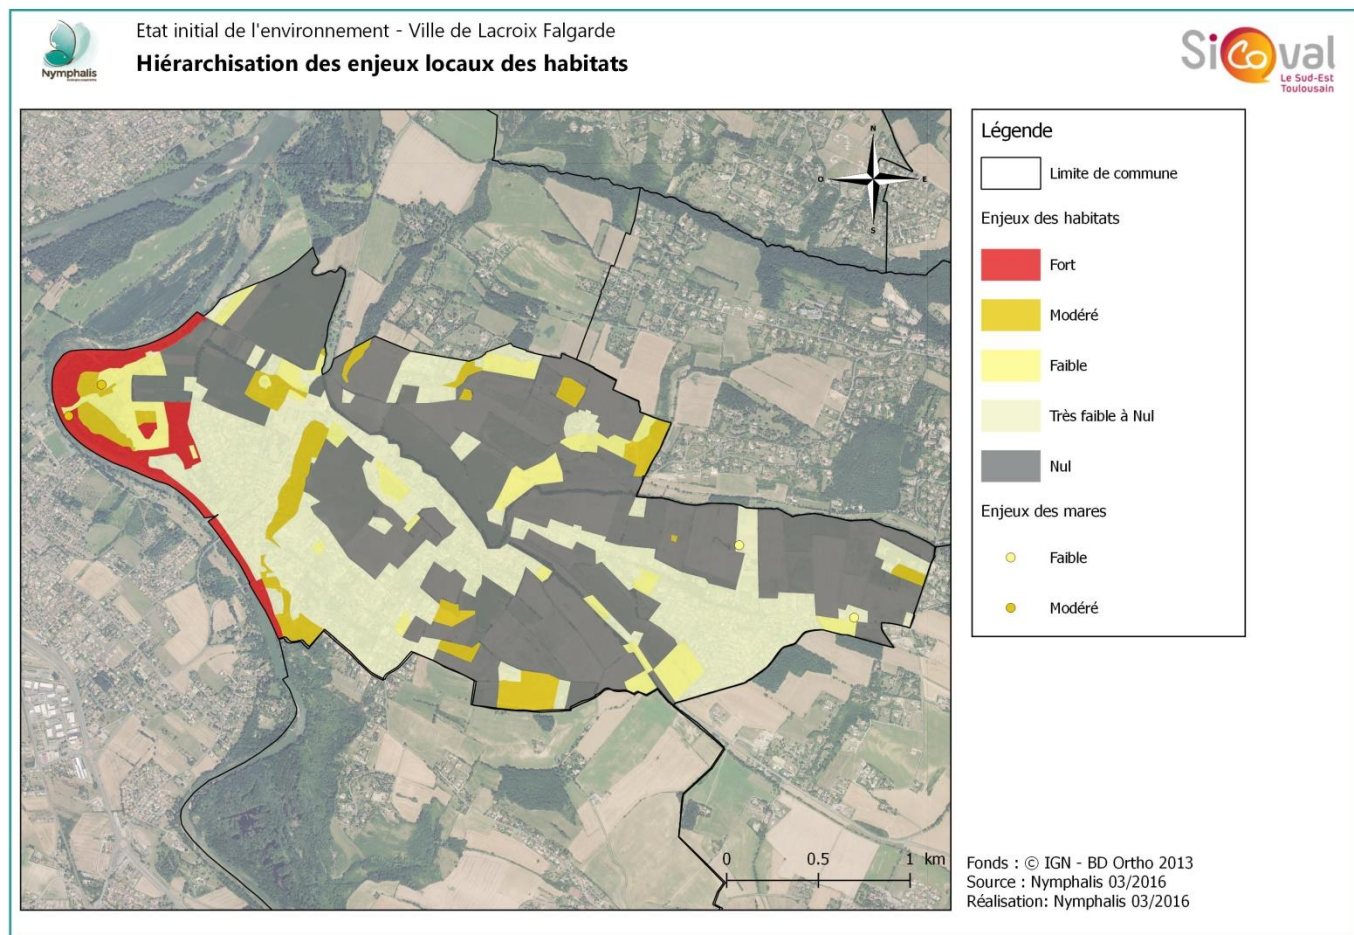 Etat initial de l'environnement - Ville de Lacroix Falgarde
Hiérarchisation des enjeux locaux des habitats
Nymphalis
SiCoval
Le Sud-Est
Toulousain
N
O
E
S
Légende
Limite de commune
Enjeux des habitats
Fort
Modéré
Faible
Très faible à Nul
Nul
Enjeux des mares
Faible
Modéré
0 0.5 1 km
Fonds : © IGN - BD Ortho 2013
Source : Nymphalis 03/2016
Réalisation: Nymphalis 03/2016